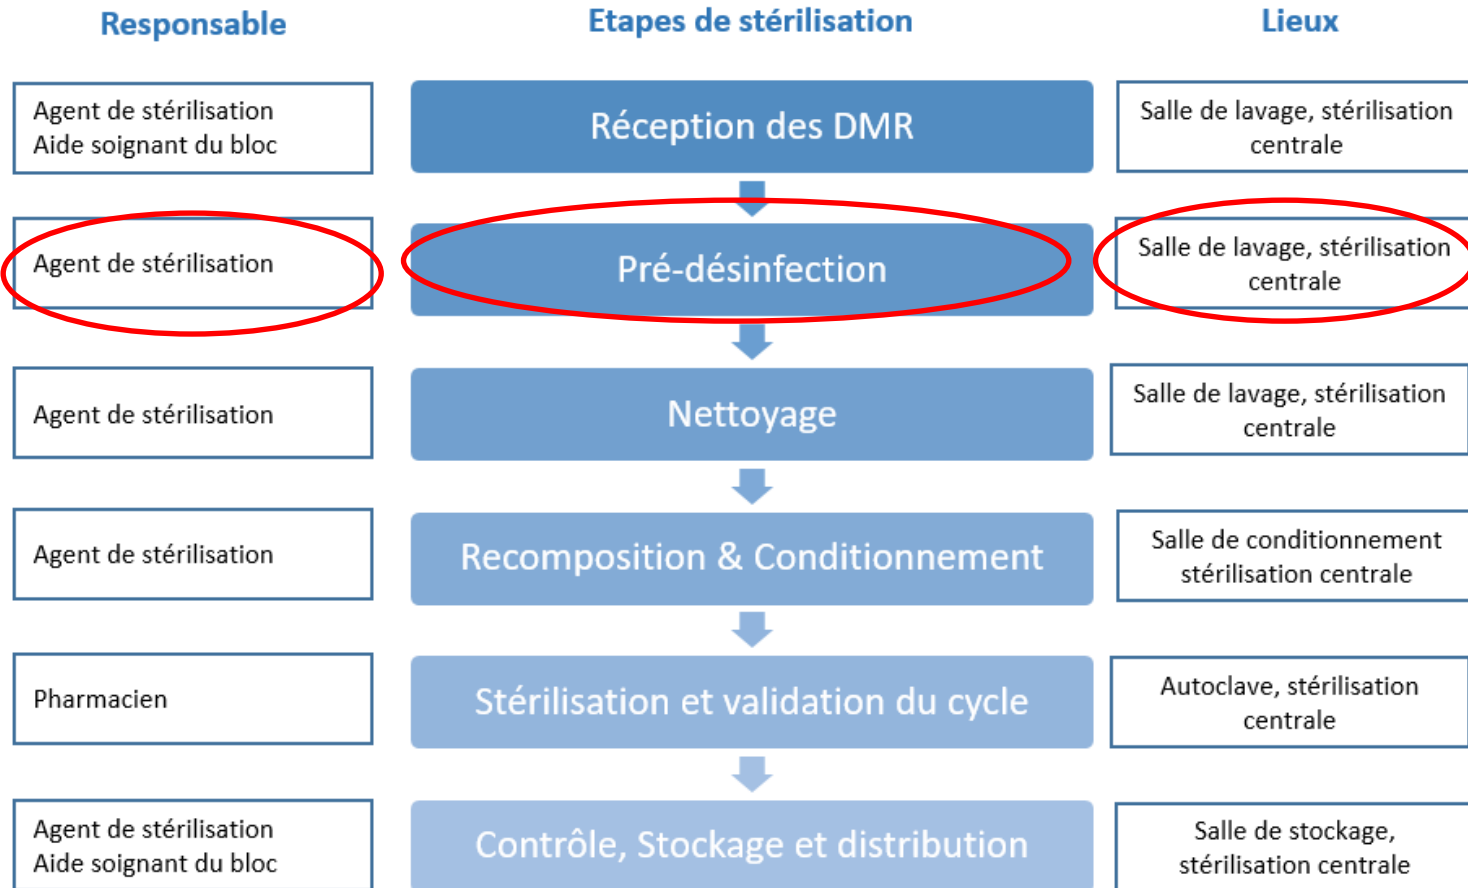 Responsable
Etapes de stérilisation
Lieux
Agent de stérilisation
Aide soignant du bloc
Réception des DMR
Salle de lavage, stérilisation
centrale
Agent de stérilisation
Pré-désinfection
Salle de lavage, stérilisation
centrale
Agent de stérilisation
Nettoyage
Salle de lavage, stérilisation
centrale
Agent de stérilisation
Recomposition & Conditionnement
Salle de conditionnement
stérilisation centrale
Pharmacien
Stérilisation et validation du cycle
Autoclave, stérilisation
centrale
Agent de stérilisation
Aide soignant du bloc
Contrôle, Stockage et distribution
Salle de stockage,
stérilisation centrale